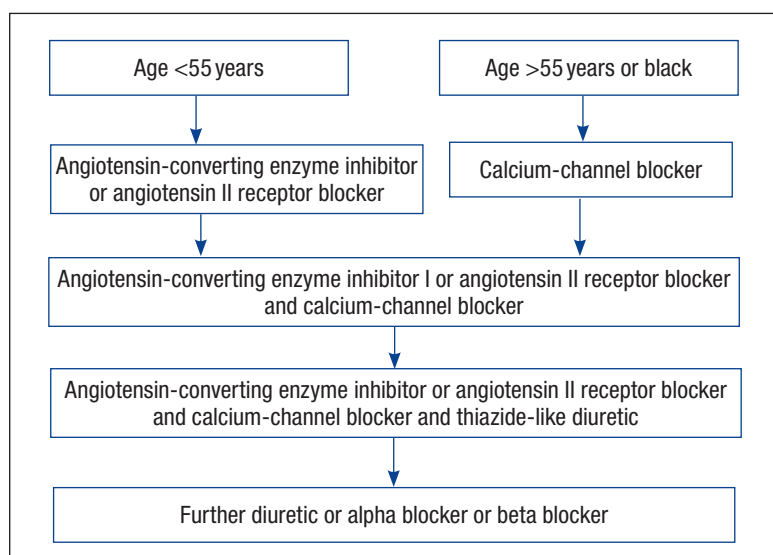 Age <55 years
Age >55 years or black
Angiotensin-converting enzyme inhibitor
or angiotensin II receptor blocker
Calcium-channel blocker
Angiotensin-converting enzyme inhibitor I or angiotensin II receptor blocker
and calcium-channel blocker
Angiotensin-converting enzyme inhibitor or angiotensin II receptor blocker
and calcium-channel blocker and thiazide-like diuretic
Further diuretic or alpha blocker or beta blocker